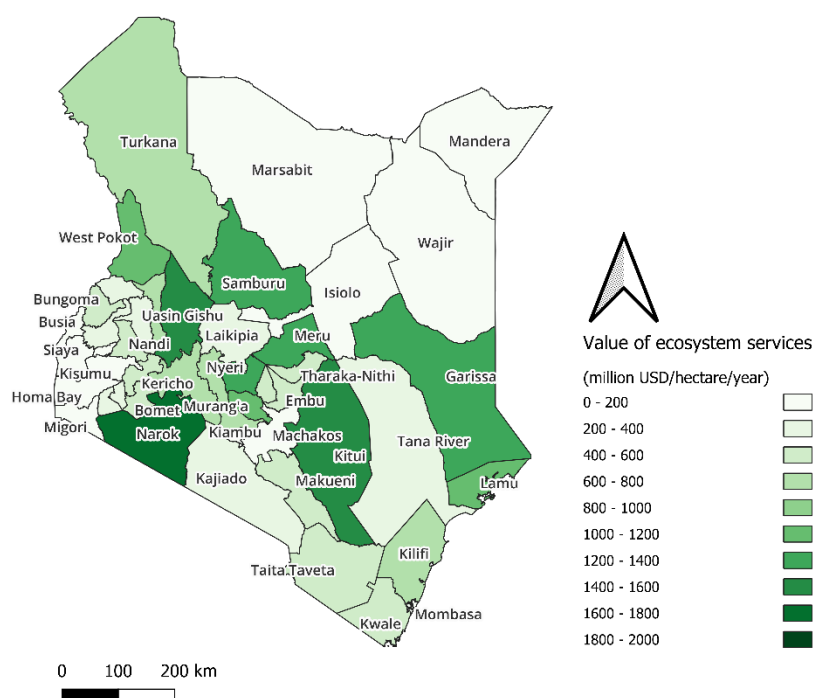 Turkana
Mandera
Marsabit
Wajir
West Pokot
Samburu
Isiolo
Bungoma
Uasin Gishu
Busia
Laikipia
Meru
Siaya
Nandi
Nyeri
Kisumu
Kericho
Tharaka-Nithi
Garissa
Homa Bay
Embu
Bomet
Murang'a
Migori
Narok
Kiambu
Machakos
Tana River
Kitui
Kajiado
Makueni
Lamu
Kilifi
Taita Taveta
Mombasa
Kwale
Value of ecosystem services
(million USD/hectare/year)
0 - 200
200 - 400
400 - 600
600 - 800
800 - 1000
1000 - 1200
1200 - 1400
1400 - 1600
1600 - 1800
1800 - 2000
0 100 200 km